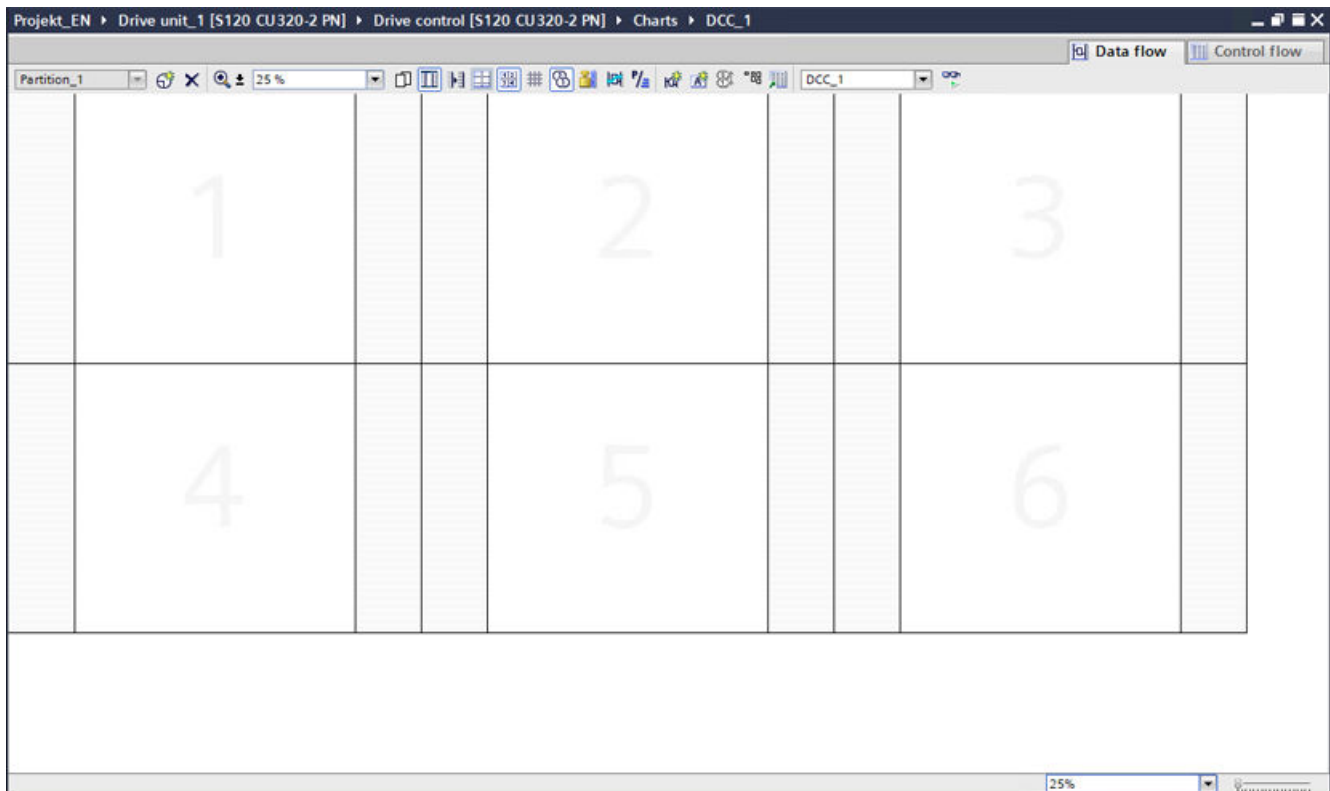 Projekt_EN ▸ Drive unit_1 [S120 CU320-2 PN] ▸ Drive control [S120 CU320-2 PN] ▸ Charts ▸ DCC_1
Data flow Control flow
Partition_1 25 % DCC_1
1 2 3
4 5 6
25%